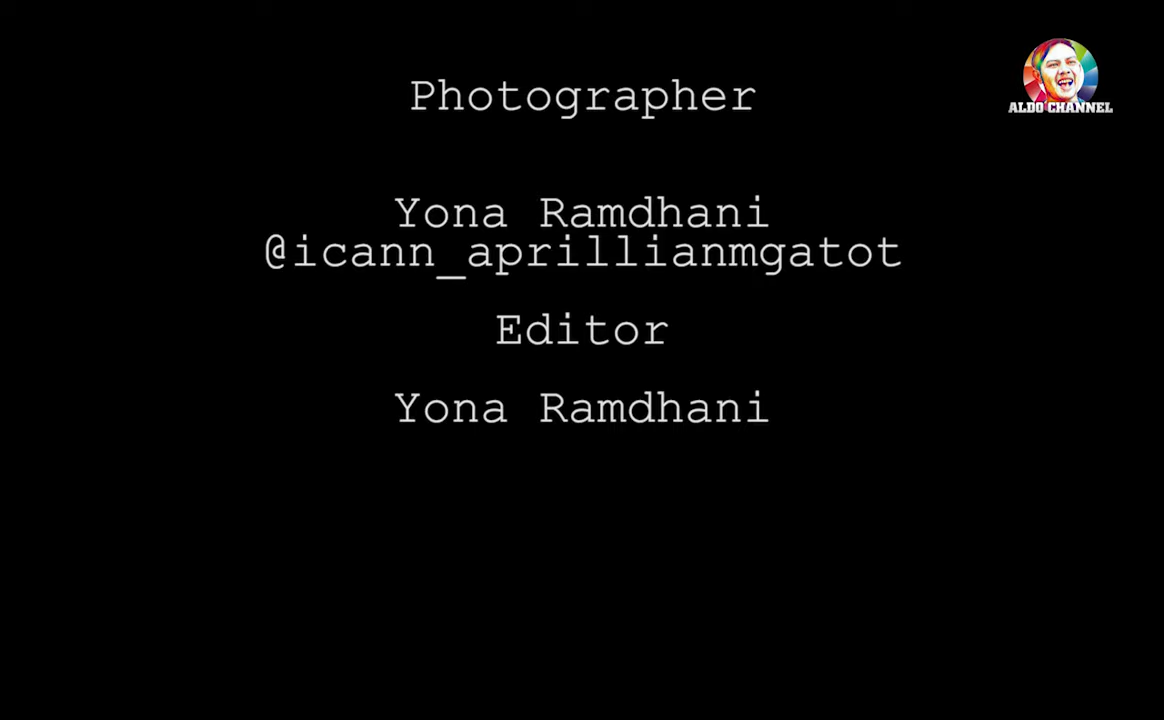 ALDO CHANNEL
Photographer
Yona Ramdhani
@icann_aprillianmgatot
Editor
Yona Ramdhani